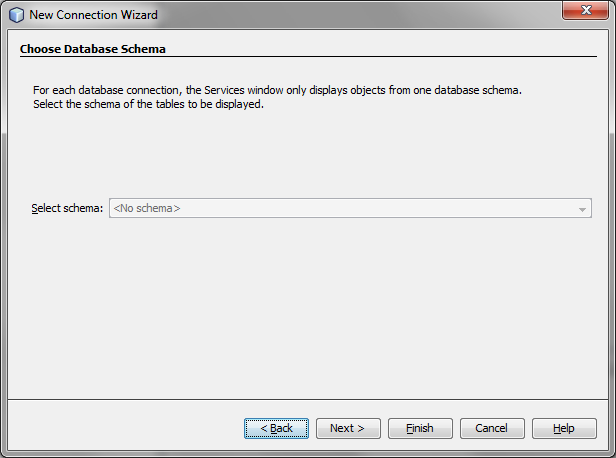 New Connection Wizard
Choose Database Schema
For each database connection, the Services window only displays objects from one database schema.
Select the schema of the tables to be displayed.
Select schema: <No schema>
< Back Next > Finish Cancel Help